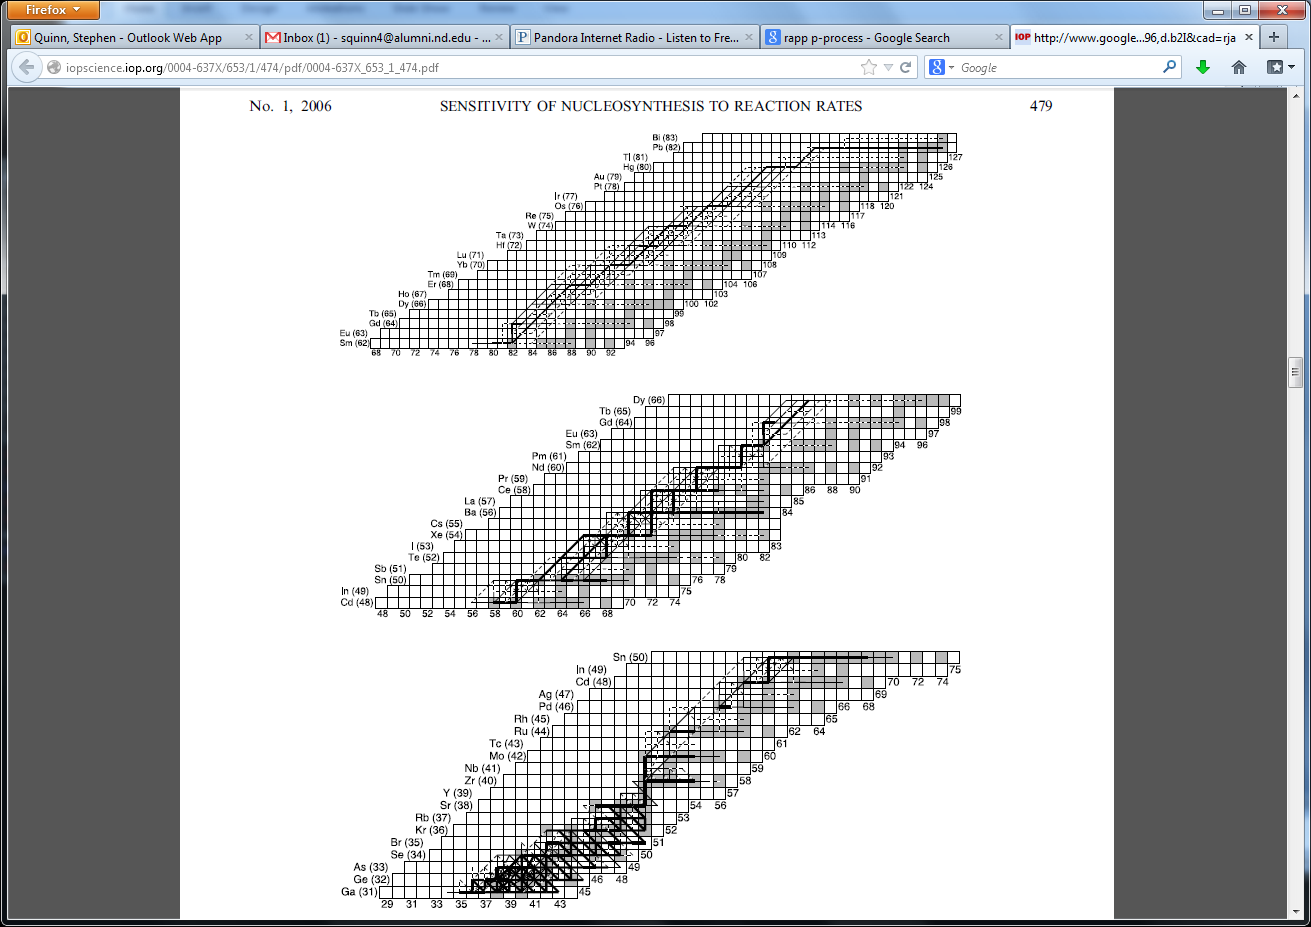 Firefox
Quinn, Stephen - Outlook Web App
Inbox (1) - squinn4@alumni.nd.edu - ...
Pandora Internet Radio - Listen to Fre...
rapp p-process - Google Search
IOP http://www.google...96,d.b2I&cad=rja
iopscience.iop.org/0004-637X/653/1/474/pdf/0004-637X_653_1_474.pdf
Google
No. 1, 2006 SENSITIVITY OF NUCLEOSYNTHESIS TO REACTION RATES 479
Bi (83)
Pb (82)
Tl (81) 127
Hg (80) 126
Au (79) 125
Pt (78) 122 124
Ir (77) 121
Os (76) 118 120
Re (75) 117
W (74) 114 116
Ta (73) 113
Hf (72) 110 112
Lu (71) 109
Yb (70) 108
Tm (69) 107
Er (68) 104 106
Ho (67) 103
Dy (66) 100 102
Tb (65) 99
Gd (64) 98
Eu (63) 97
Sm (62) 94 96
68 70 72 74 76 78 80 82 84 86 88 90 92
Dy (66)
Tb (65) 99
Gd (64) 98
Eu (63) 97
Sm (62) 94 96
Pm (61) 93
Nd (60) 92
Pr (59) 91
Ce (58) 86 88 90
La (57) 85
Ba (56) 84
Cs (55)
Xe (54)
I (53) 83
Te (52) 80 82
Sb (51) 79
Sn (50) 76 78
In (49) 75
Cd (48) 70 72 74
48 50 52 54 56 58 60 62 64 66 68
Sn (50)
In (49) 75
Cd (48) 70 72 74
Ag (47) 69
Pd (46) 66 68
Rh (45) 65
Ru (44) 62 64
Tc (43) 61
Mo (42) 60
Nb (41) 59
Zr (40) 58
Y (39) 57
Sr (38) 54 56
Rb (37) 53
Kr (36) 52
Br (35) 51
Se (34) 50
As (33) 49
Ge (32) 46 48
Ga (31) 45
29 31 33 35 37 39 41 43